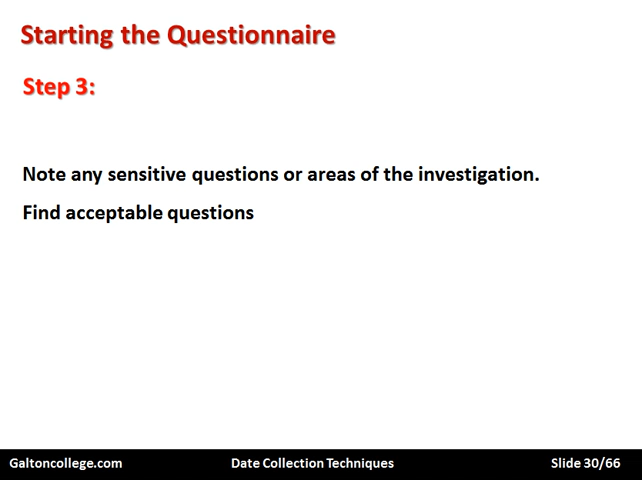 Starting the Questionnaire
Step 3:
Note any sensitive questions or areas of the investigation.
Find acceptable questions
Galtoncollege.com Date Collection Techniques Slide 30/66